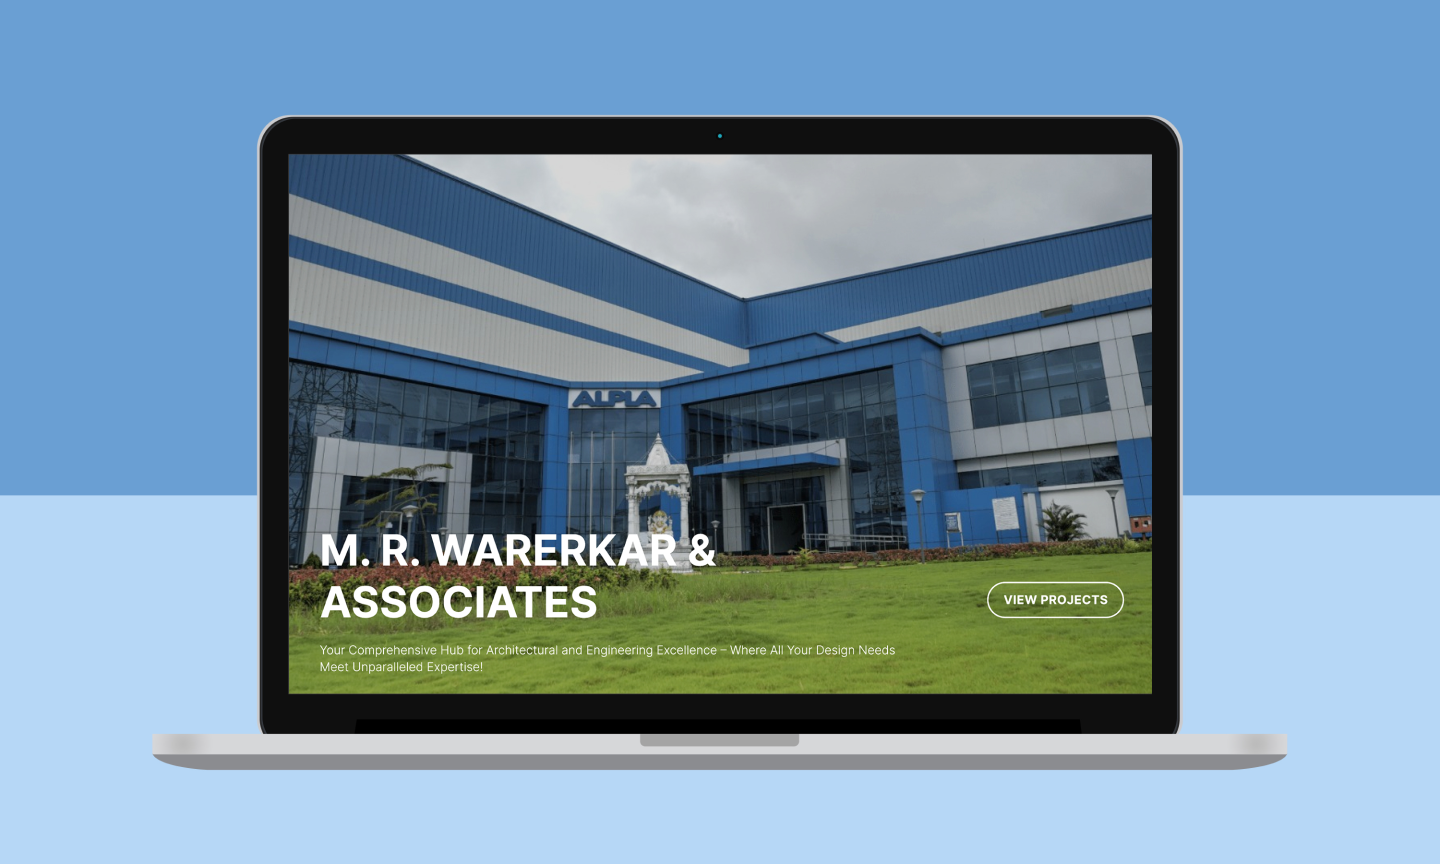 ALPLA
M. R. WARERKAR &
ASSOCIATES
VIEW PROJECTS
Your Comprehensive Hub for Architectural and Engineering Excellence – Where All Your Design Needs
Meet Unparalleled Expertise!